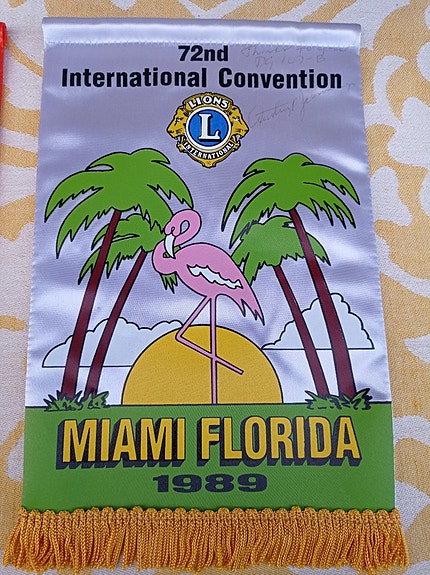 72nd
International Convention
LIONS
L
INTERNATIONAL
MIAMI FLORIDA
1989